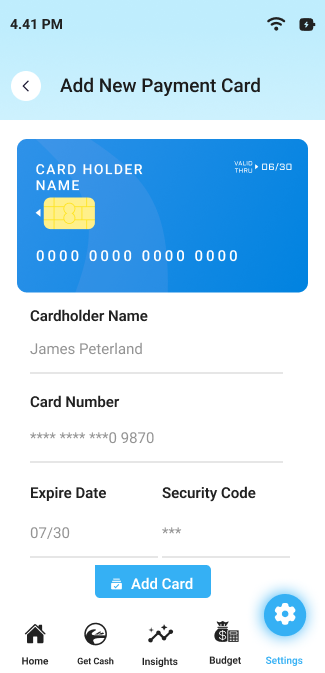 4.41 PM
Add New Payment Card
CARD HOLDER
NAME
VALID
THRU
06/30
0000 0000 0000 0000
Cardholder Name
James Peterland
Card Number
**** **** ***0 9870
Expire Date Security Code
07/30 ***
Add Card
Home Get Cash Insights Budget Settings